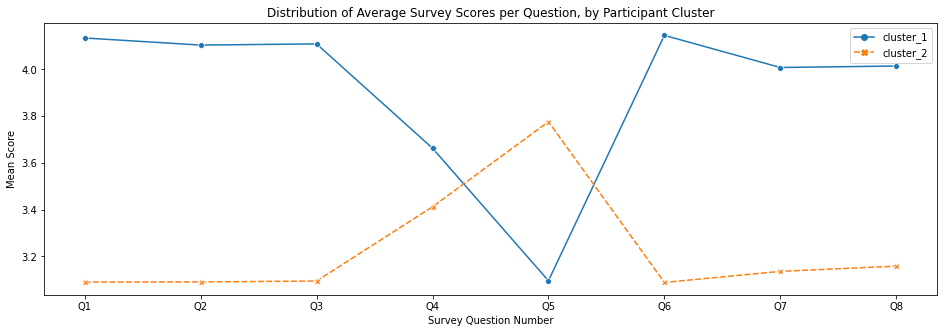 Distribution of Average Survey Scores per Question, by Participant Cluster
cluster_1
cluster_2
Mean Score
4.0
3.8
3.6
3.4
3.2
Q1 Q2 Q3 Q4 Q5 Q6 Q7 Q8
Survey Question Number